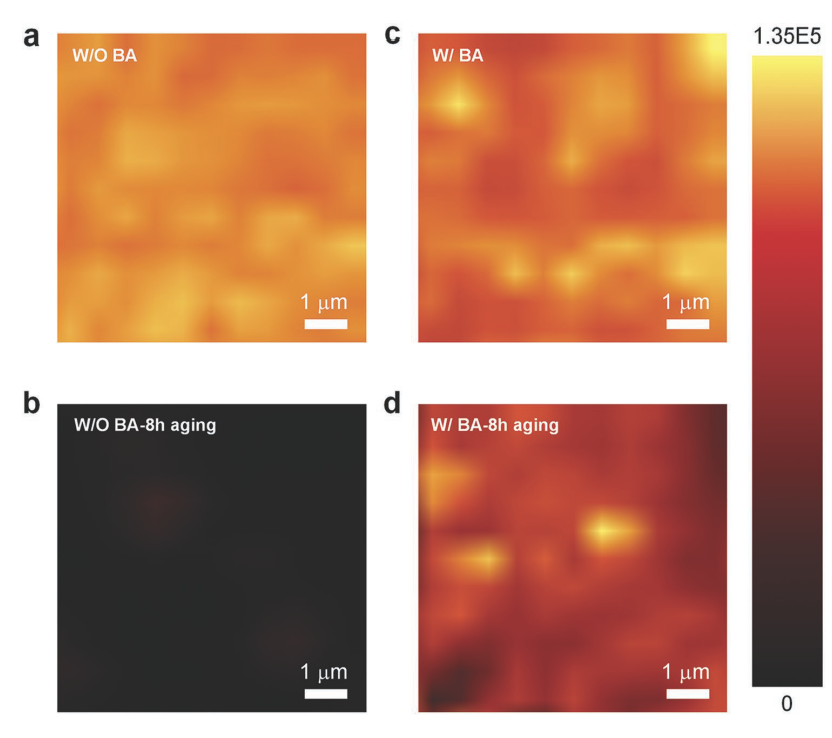 a
W/O BA
1 μm
c
W/ BA
1 μm
1.35E5
0
b
W/O BA-8h aging
1 μm
d
W/ BA-8h aging
1 μm